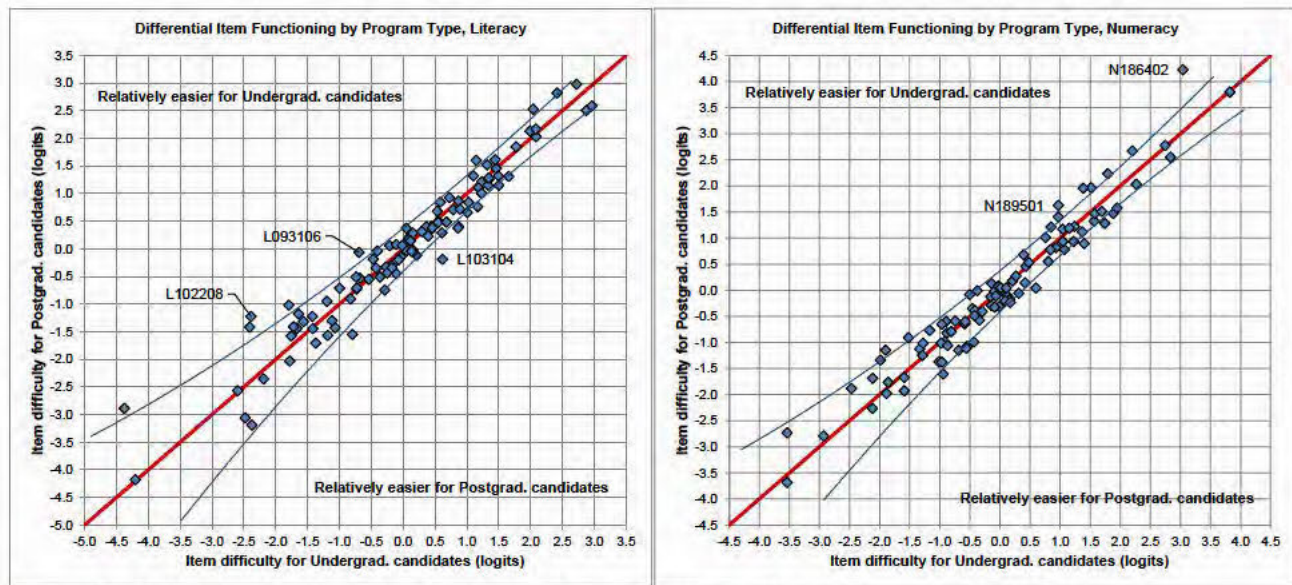 Differential Item Functioning by Program Type, Literacy
3.5
3.0
2.5
2.0
1.5
1.0
0.5
0.0
-0.5
-1.0
-1.5
-2.0
-2.5
-3.0
-3.5
-4.0
-4.5
-5.0
Item difficulty for Postgrad. candidates (logits)
Relatively easier for Undergrad. candidates
L093106
L103104
L102208
Relatively easier for Postgrad. candidates
-5.0 -4.5 -4.0 -3.5 -3.0 -2.5 -2.0 -1.5 -1.0 -0.5 0.0 0.5 1.0 1.5 2.0 2.5 3.0 3.5
Item difficulty for Undergrad. candidates (logits)
Differential Item Functioning by Program Type, Numeracy
4.5
4.0
3.5
3.0
2.5
2.0
1.5
1.0
0.5
0.0
-0.5
-1.0
-1.5
-2.0
-2.5
-3.0
-3.5
-4.0
-4.5
Item difficulty for Postgrad. candidates (logits)
N186402
Relatively easier for Undergrad. candidates
N189501
Relatively easier for Postgrad. candidates
-4.5 -4.0 -3.5 -3.0 -2.5 -2.0 -1.5 -1.0 -0.5 0.0 0.5 1.0 1.5 2.0 2.5 3.0 3.5 4.0 4.5
Item difficulty for Undergrad. candidates (logits)